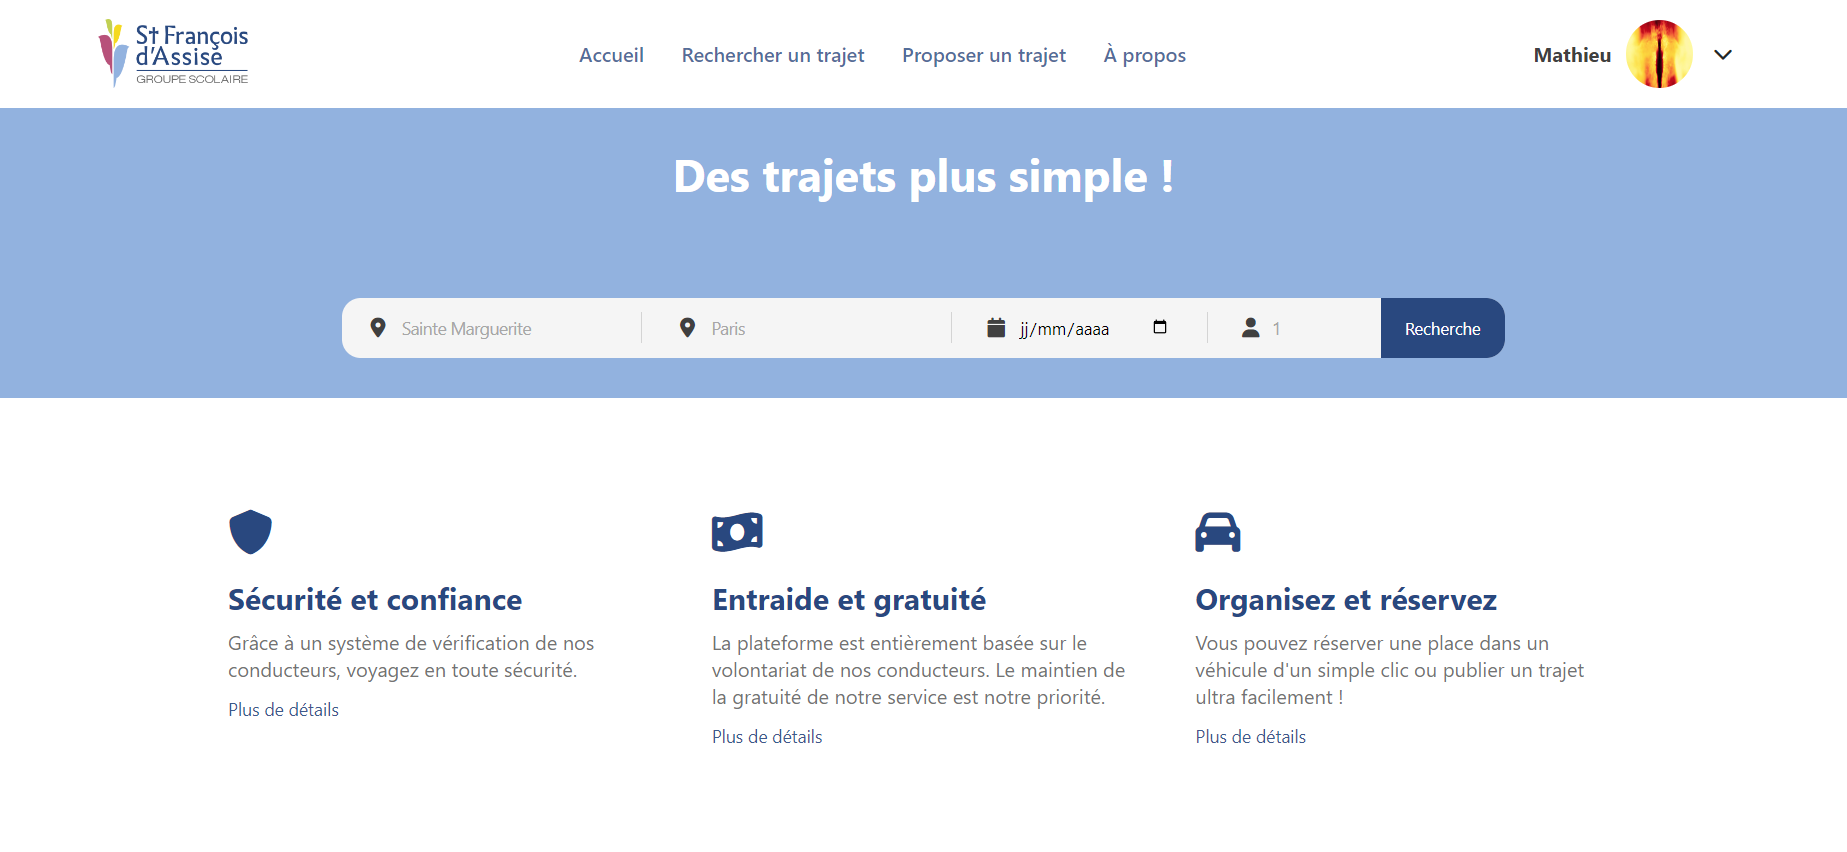 St François
d'Assise
GROUPE SCOLAIRE
Accueil
Rechercher un trajet
Proposer un trajet
À propos
Mathieu
Des trajets plus simple !
Sainte Marguerite
Paris
jj/mm/aaaa
1
Recherche
Sécurité et confiance
Grâce à un système de vérification de nos
conducteurs, voyagez en toute sécurité.
Plus de détails
Entraide et gratuité
La plateforme est entièrement basée sur le
volontariat de nos conducteurs. Le maintien de
la gratuité de notre service est notre priorité.
Plus de détails
Organisez et réservez
Vous pouvez réserver une place dans un
véhicule d'un simple clic ou publier un trajet
ultra facilement !
Plus de détails